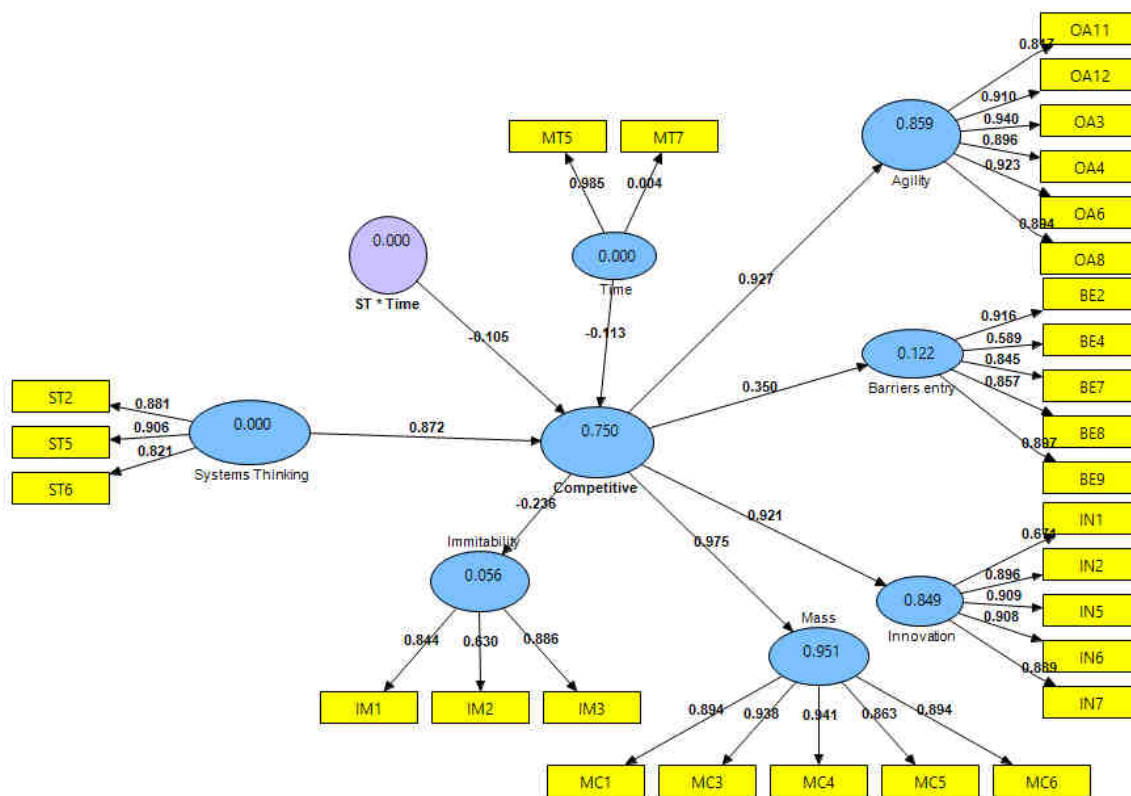 OA11
0.817
OA12
0.910
0.940
OA3
0.859
0.896
OA4
0.923
Agility
OA6
0.894
OA8
MT5
MT7
0.985
0.004
0.000
0.000
Time
ST * Time
0.927
-0.105
-0.113
BE2
0.916
0.589
BE4
0.122
0.845
BE7
Barriers entry
0.857
0.350
BE8
0.897
BE9
ST2
0.881
ST5
0.906
0.000
0.872
0.750
0.821
ST6
Systems Thinking
Competitive
-0.236
0.921
0.975
IN1
0.671
Immitability
0.056
0.896
IN2
0.849
0.909
IN5
0.908
Innovation
IN6
0.889
IN7
Mass
0.951
0.844
0.630
0.886
IM1
IM2
IM3
0.894
0.938
0.941
0.863
0.894
MC1
MC3
MC4
MC5
MC6